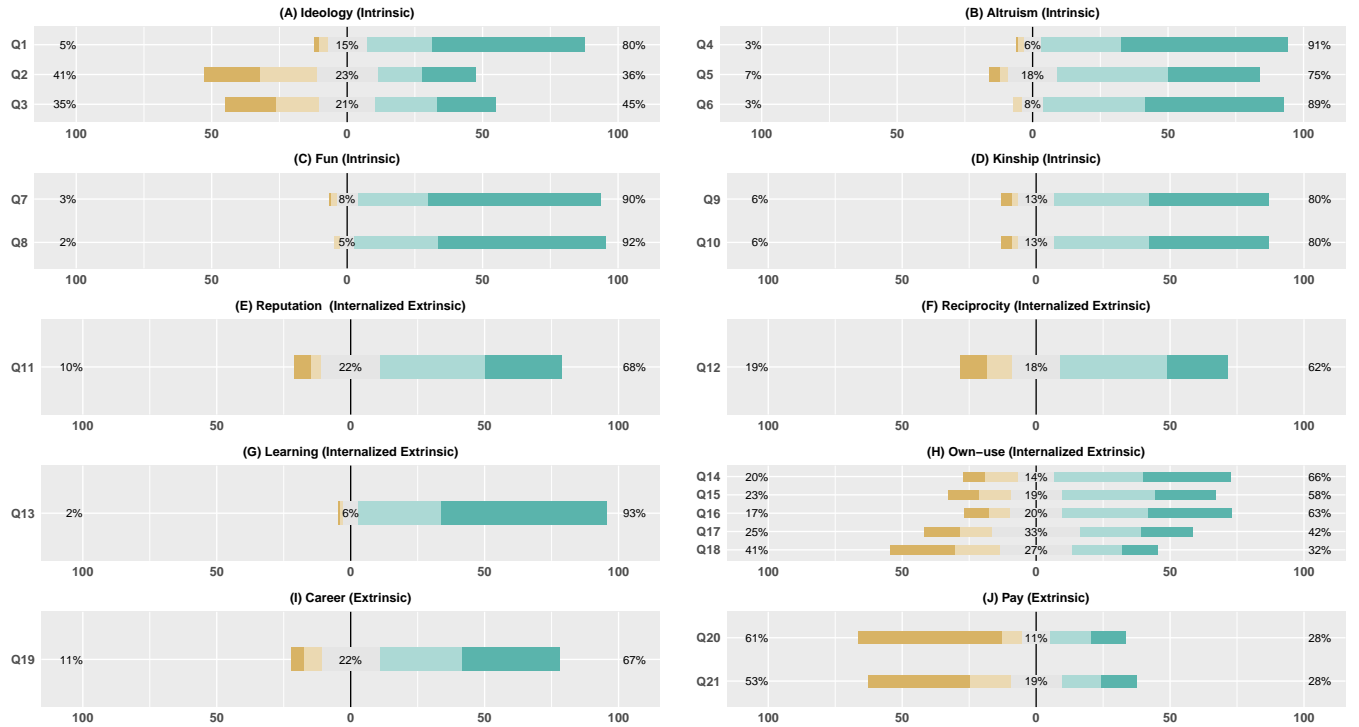 (A) Ideology (Intrinsic)
Q1 5% 15% 80%
Q2 41% 23% 36%
Q3 35% 21% 45%
100 50 0 50 100
(B) Altruism (Intrinsic)
Q4 3% 6% 91%
Q5 7% 18% 75%
Q6 3% 8% 89%
100 50 0 50 100
(C) Fun (Intrinsic)
Q7 3% 8% 90%
Q8 2% 5% 92%
100 50 0 50 100
(D) Kinship (Intrinsic)
Q9 6% 13% 80%
Q10 6% 13% 80%
100 50 0 50 100
(E) Reputation (Internalized Extrinsic)
Q11 10% 22% 68%
100 50 0 50 100
(F) Reciprocity (Internalized Extrinsic)
Q12 19% 18% 62%
100 50 0 50 100
(G) Learning (Internalized Extrinsic)
Q13 2% 6% 93%
100 50 0 50 100
(H) Own−use (Internalized Extrinsic)
Q14 20% 14% 66%
Q15 23% 19% 58%
Q16 17% 20% 63%
Q17 25% 33% 42%
Q18 41% 27% 32%
100 50 0 50 100
(I) Career (Extrinsic)
Q19 11% 22% 67%
100 50 0 50 100
(J) Pay (Extrinsic)
Q20 61% 11% 28%
Q21 53% 19% 28%
100 50 0 50 100